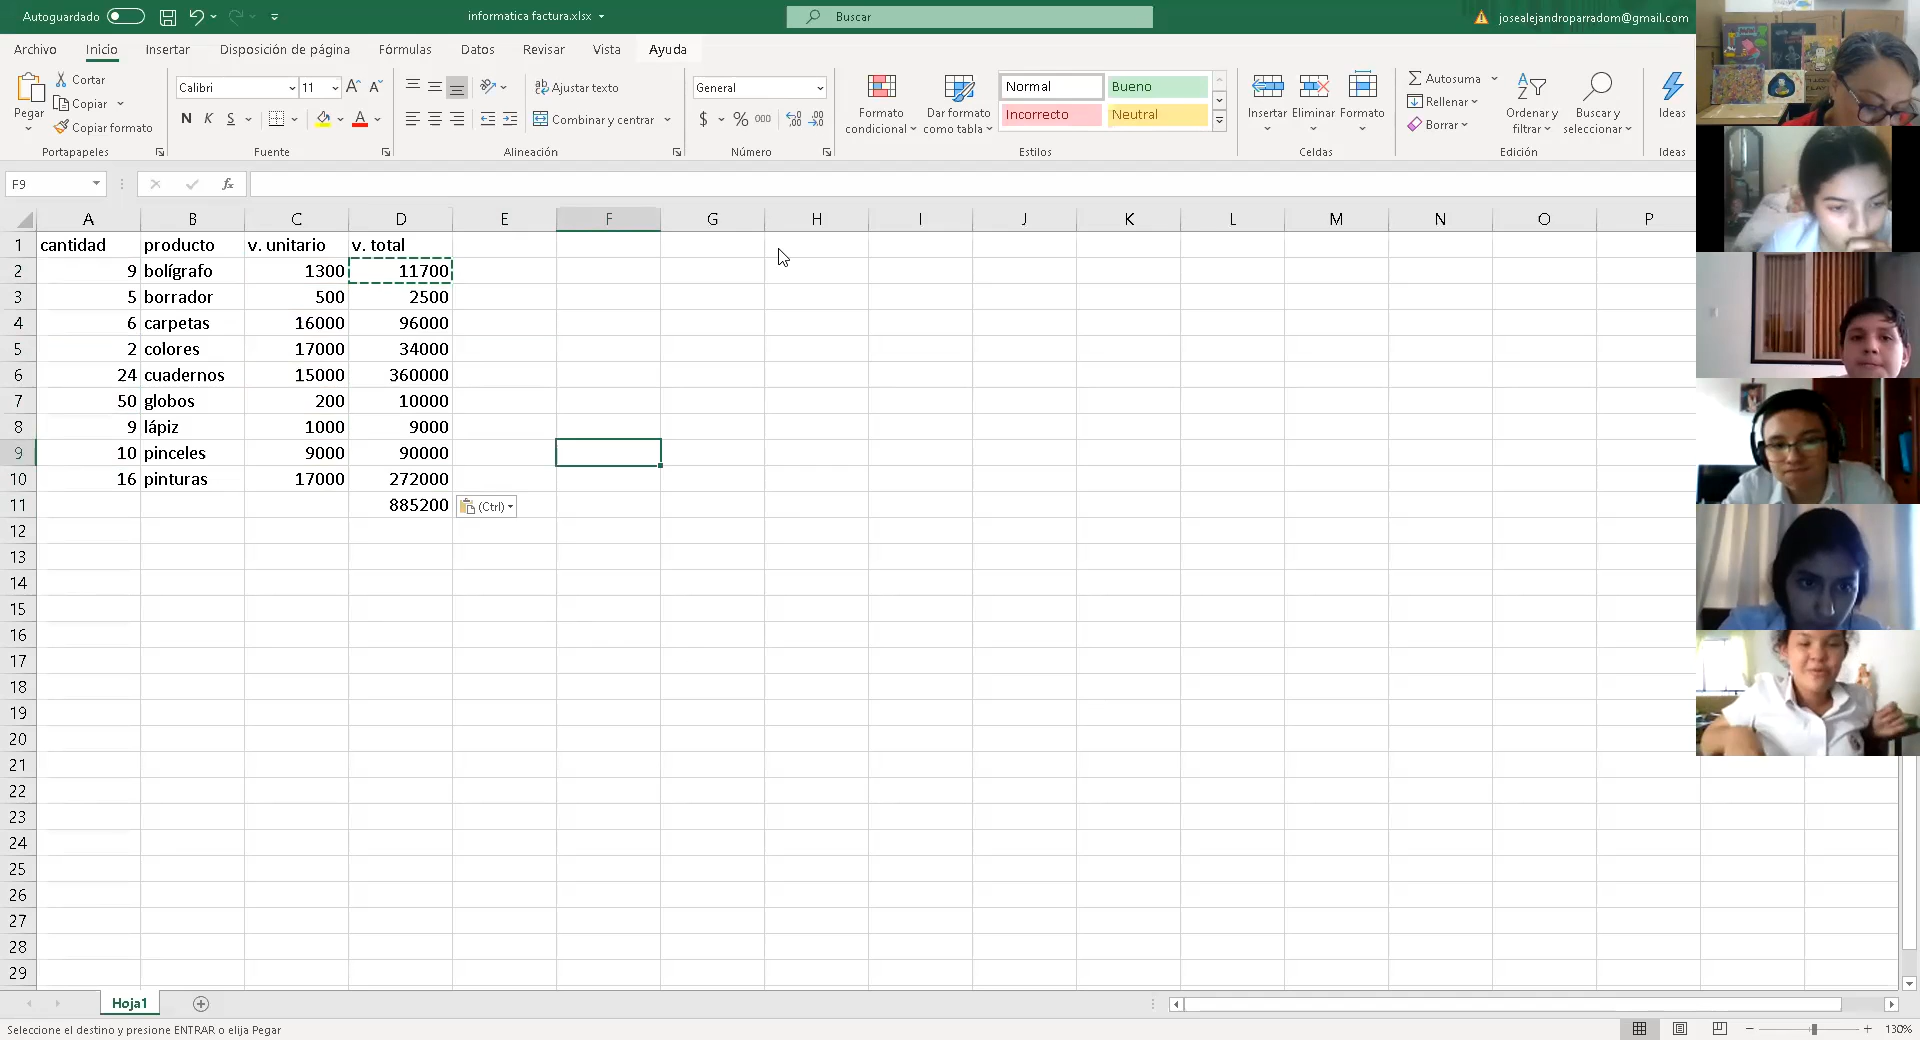 Autoguardado informatica factura.xlsx Buscar josealejandroparradom@gmail.com
Archivo Inicio Insertar Disposición de página Fórmulas Datos Revisar Vista Ayuda
Pegar Cortar Copiar Copiar formato
Calibri 11
N K S
Ajustar texto
Combinar y centrar
General
$ % 000
Formato condicional
Dar formato como tabla
Normal Bueno
Incorrecto Neutral
Insertar Eliminar Formato
Autosuma
Rellenar
Borrar
Ordenar y filtrar
Buscar y seleccionar
Ideas
Portapapeles Fuente Alineación Número Estilos Celdas Edición Ideas
F9 fx
A B C D E F G H I J K L M N O P
1 cantidad producto v. unitario v. total
2 9 bolígrafo 1300 11700
3 5 borrador 500 2500
4 6 carpetas 16000 96000
5 2 colores 17000 34000
6 24 cuadernos 15000 360000
7 50 globos 200 10000
8 9 lápiz 1000 9000
9 10 pinceles 9000 90000
10 16 pinturas 17000 272000
11 885200 (Ctrl)
12
13
14
15
16
17
18
19
20
21
22
23
24
25
26
27
28
29
Hoja1
Seleccione el destino y presione ENTRAR o elija Pegar 130%